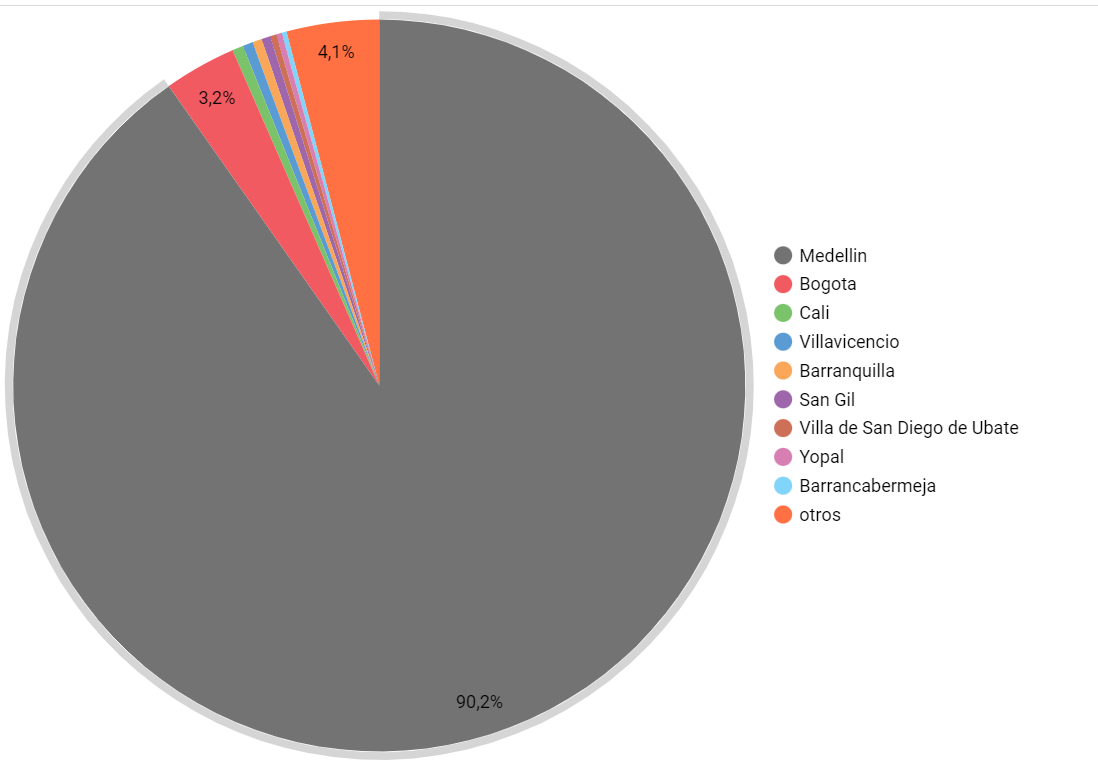 4,1%
3,2%
90,2%
Medellin
Bogota
Cali
Villavicencio
Barranquilla
San Gil
Villa de San Diego de Ubate
Yopal
Barrancabermeja
otros